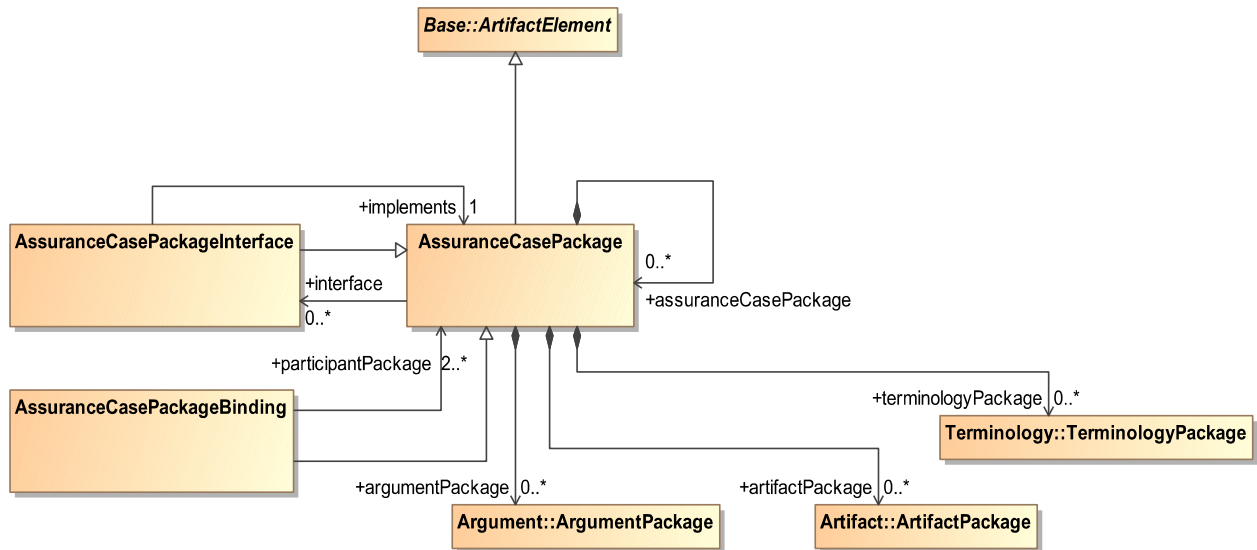 Base::ArtifactElement
+implements 1
AssuranceCasePackageInterface
AssuranceCasePackage
0..*
+assuranceCasePackage
+interface
0..*
+participantPackage 2..*
AssuranceCasePackageBinding
+terminologyPackage 0..*
Terminology::TerminologyPackage
+argumentPackage 0..*
+artifactPackage 0..*
Argument::ArgumentPackage
Artifact::ArtifactPackage